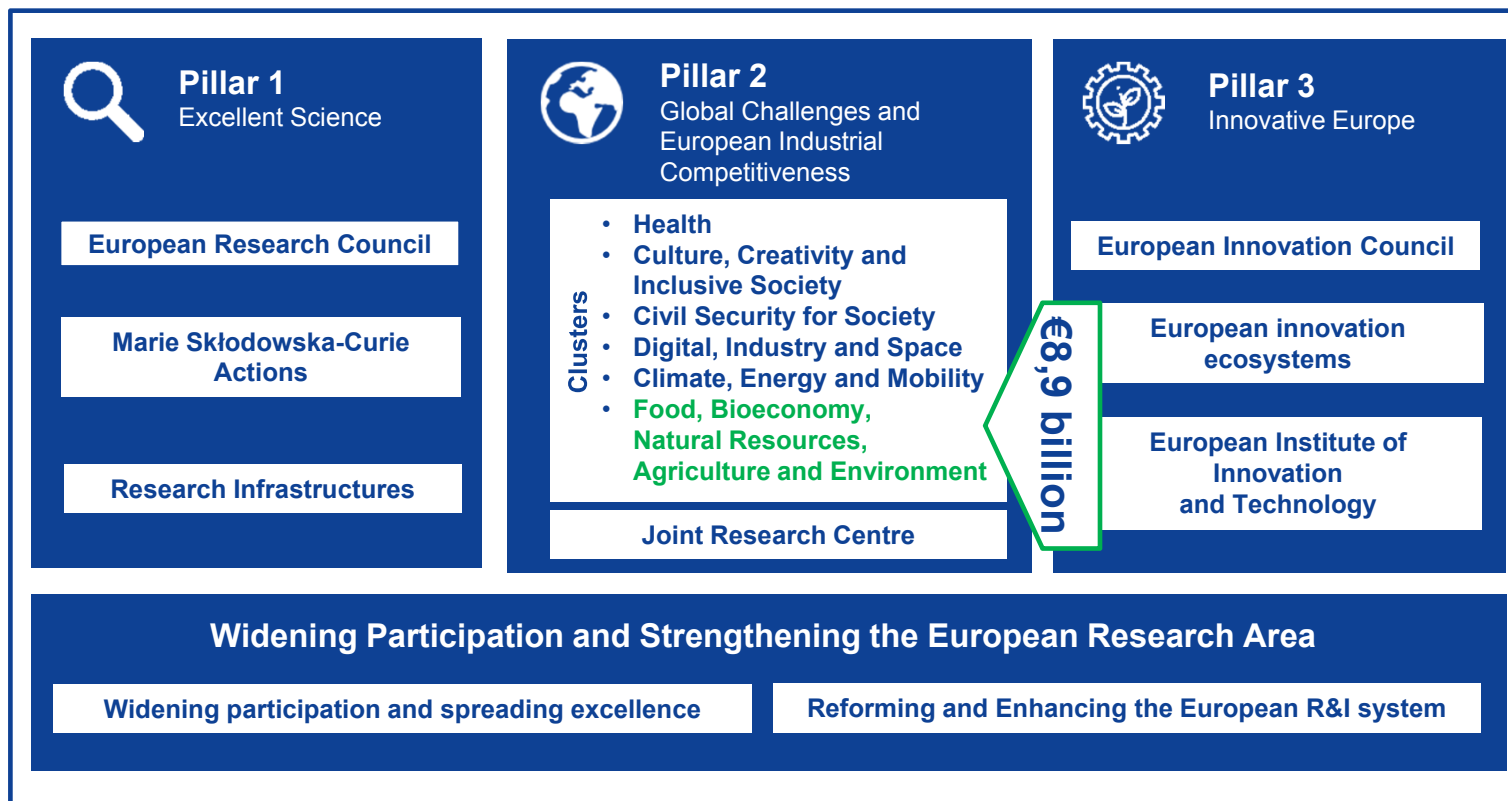 Pillar 1
Excellent Science
European Research Council
Marie Skłodowska-Curie
Actions
Research Infrastructures
Pillar 2
Global Challenges and
European Industrial
Competitiveness
Clusters
• Health
• Culture, Creativity and
Inclusive Society
• Civil Security for Society
• Digital, Industry and Space
• Climate, Energy and Mobility
• Food, Bioeconomy,
Natural Resources,
Agriculture and Environment
Joint Research Centre
€8,9 billion
Pillar 3
Innovative Europe
European Innovation Council
European innovation
ecosystems
European Institute of
Innovation
and Technology
Widening Participation and Strengthening the European Research Area
Widening participation and spreading excellence
Reforming and Enhancing the European R&I system